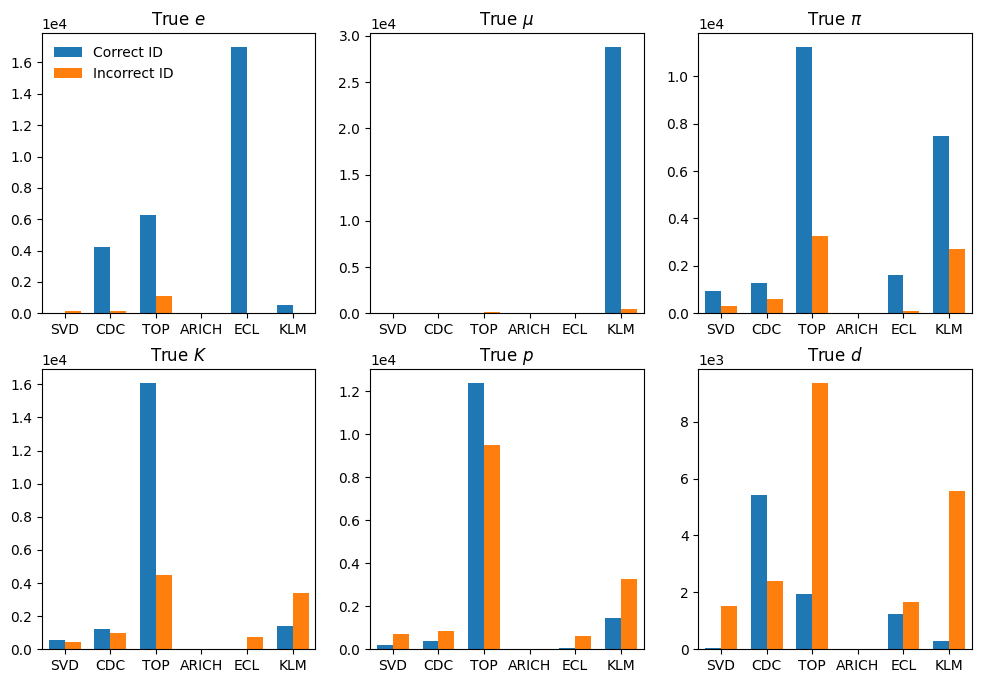 True e
1e4
Correct ID
Incorrect ID
1.6
1.4
1.2
1.0
0.8
0.6
0.4
0.2
0.0
SVD CDC TOP ARICH ECL KLM
True μ
1e4
3.0
2.5
2.0
1.5
1.0
0.5
0.0
SVD CDC TOP ARICH ECL KLM
True π
1e4
1.0
0.8
0.6
0.4
0.2
0.0
SVD CDC TOP ARICH ECL KLM
True K
1e4
1.6
1.4
1.2
1.0
0.8
0.6
0.4
0.2
0.0
SVD CDC TOP ARICH ECL KLM
True p
1e4
1.2
1.0
0.8
0.6
0.4
0.2
0.0
SVD CDC TOP ARICH ECL KLM
True d
1e3
8
6
4
2
0
SVD CDC TOP ARICH ECL KLM